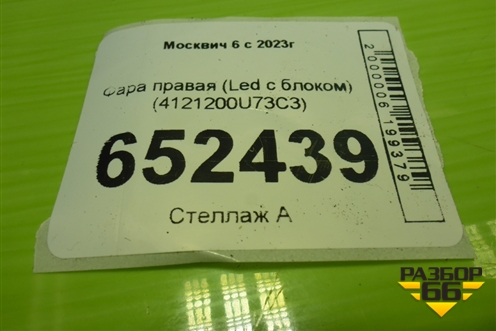 Москвич 6 с 2023г
Фара правая (Led с блоком)
(4121200U73C3)
652439
Стеллаж А
2000006199379
РАЗБОР
66